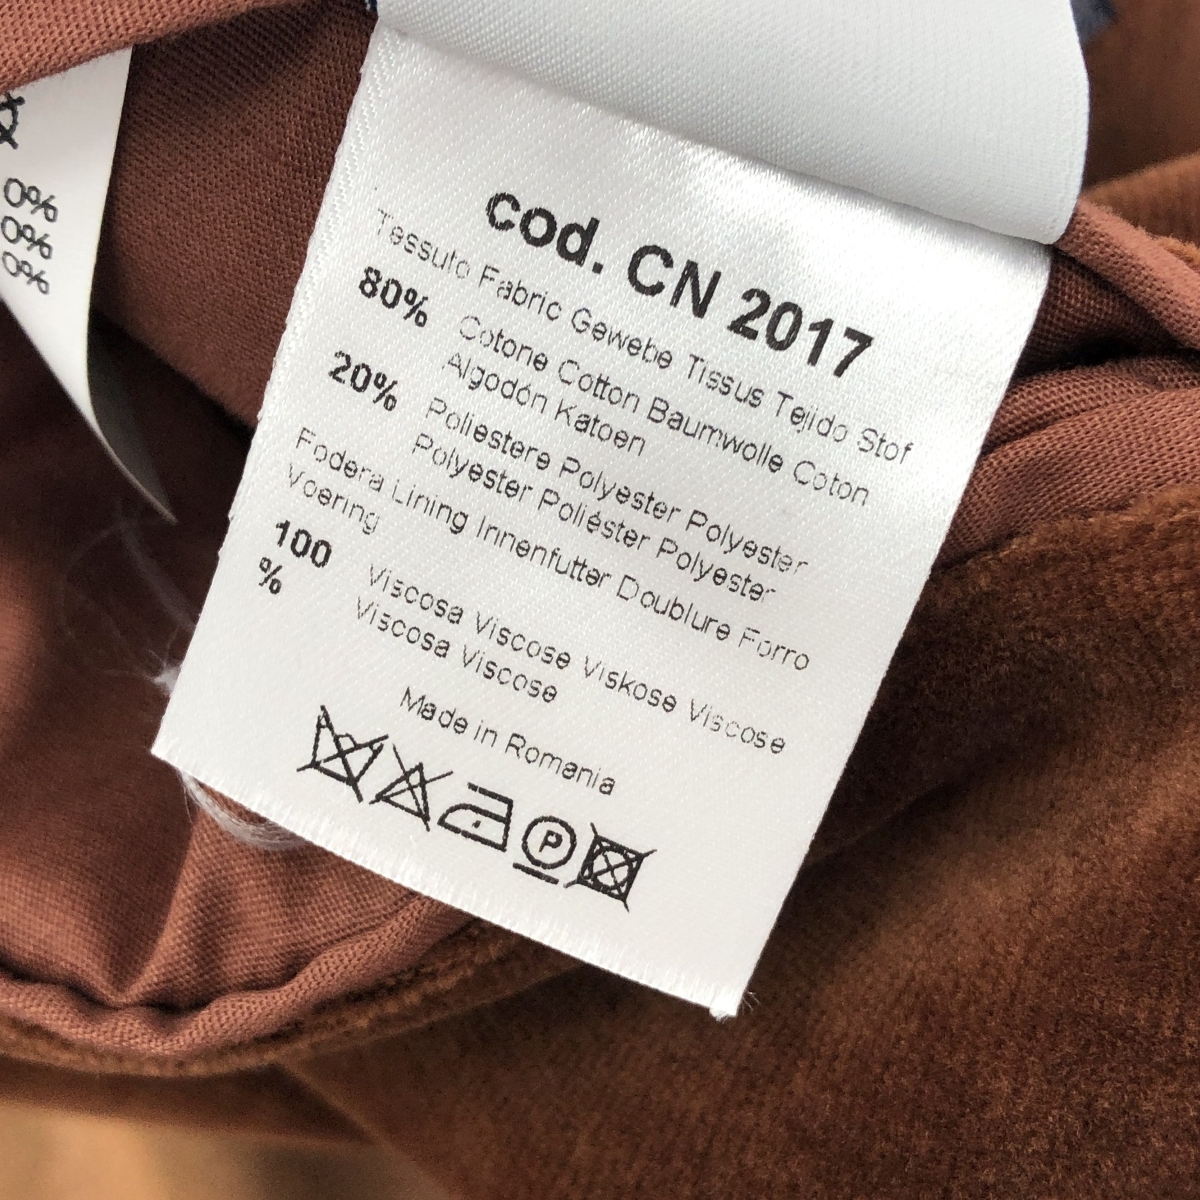 0%
0%
0%
cod. CN 2017
Tessuto Fabric Gewebe Tissus Tejido Stof
80% Cotone Cotton Baumwolle Coton
Algodón Katoen
20% Poliestere Polyester Polyester
Polyester Poliéster Polyester
Fodera Lining Innenfutter Doublure Forro
Voering
100 Viscosa Viscose Viskose Viscose
% Viscosa Viscose
Made in Romania
P